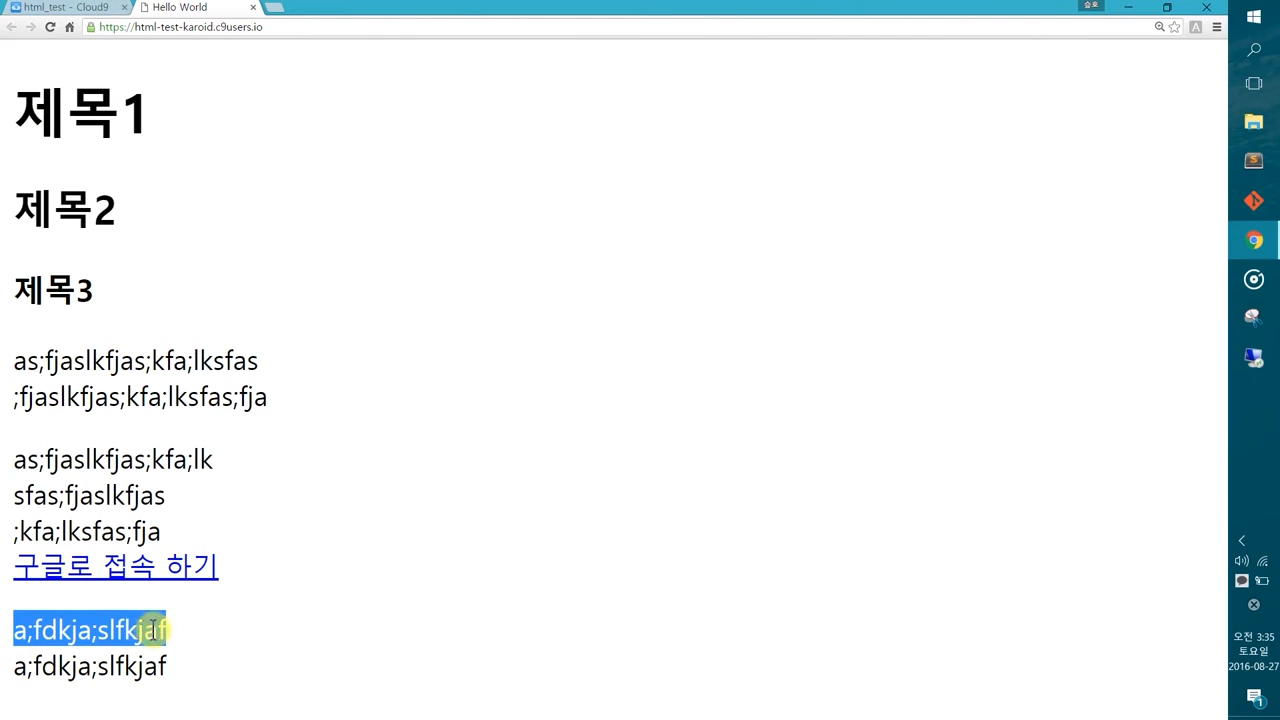 html_test - Cloud9
Hello World
승호
https://html-test-karoid.c9users.io
제목1
제목2
제목3
as;fjaslkfjas;kfa;lksfas
;fjaslkfjas;kfa;lksfas;fja
as;fjaslkfjas;kfa;lk
sfas;fjaslkfjas
;kfa;lksfas;fja
구글로 접속 하기
a;fdkja;slfkjaf
a;fdkja;slfkjaf
오전 3:35
토요일
2016-08-27
1